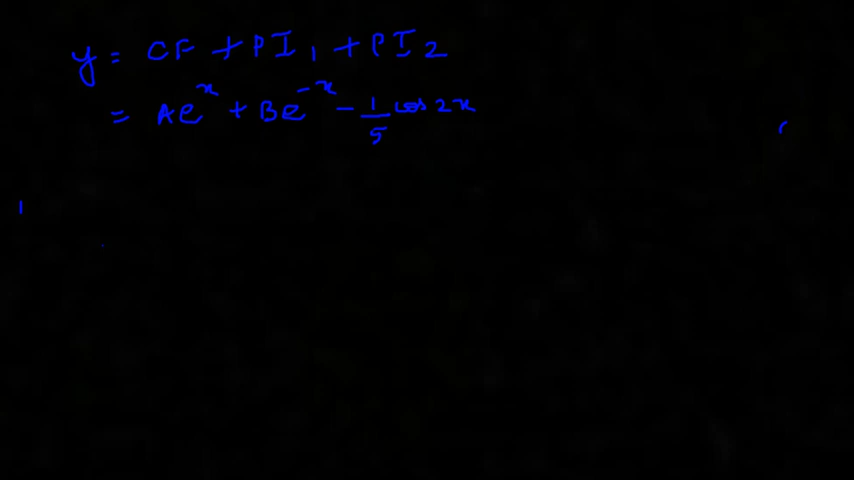 y = CF + PI₁ + PI₂
= Ae^x + Be^-x - 1/5 cos 2x